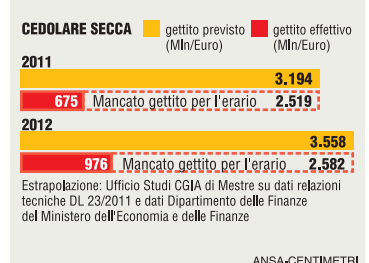 CEDOLARE SECCA gettito previsto (Mln/Euro) gettito effettivo (Mln/Euro)
2011
3.194
675 Mancato gettito per l'erario 2.519
2012
3.558
976 Mancato gettito per l'erario 2.582
Estrapolazione: Ufficio Studi CGIA di Mestre su dati relazioni
tecniche DL 23/2011 e dati Dipartimento delle Finanze
del Ministero dell'Economia e delle Finanze
ANSA-CENTIMETRI